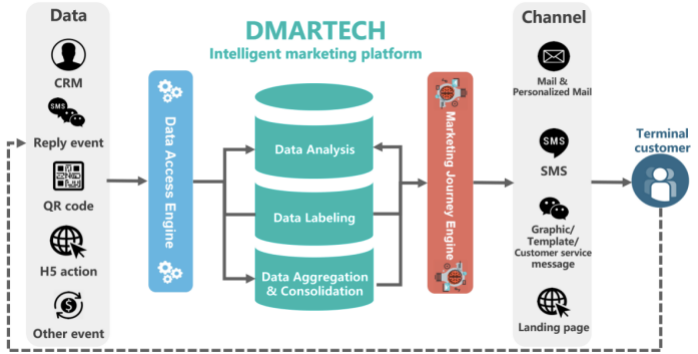 Data
CRM
SMS
Reply event
QR code
H5 action
Other event
Data Access Engine
DMARTECH
Intelligent marketing platform
Data Analysis
Data Labeling
Data Aggregation
& Consolidation
Marketing Journey Engine
Channel
Mail &
Personalized Mail
SMS
SMS
Graphic/
Template/
Customer service
message
Landing page
Terminal
customer